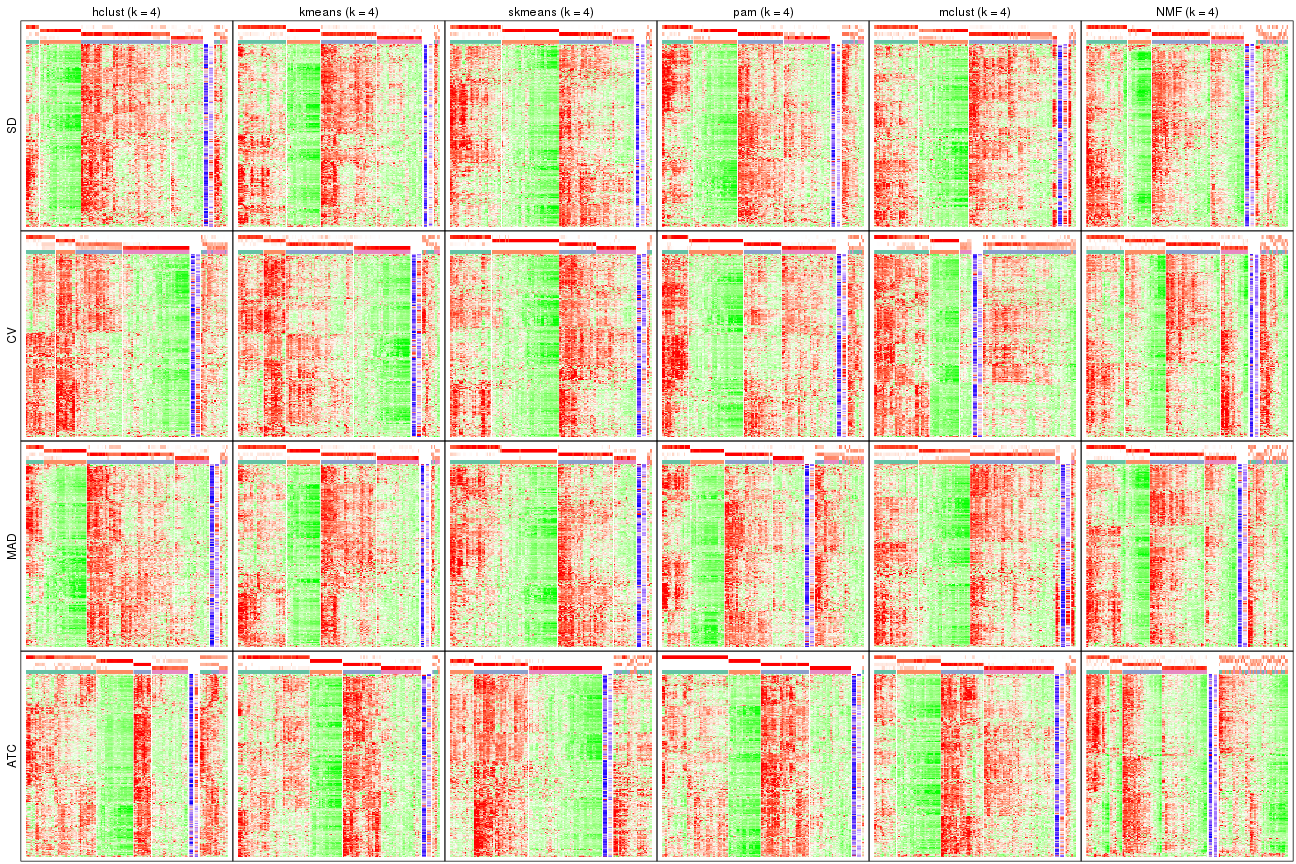 hclust (k = 4)
kmeans (k = 4)
skmeans (k = 4)
pam (k = 4)
mclust (k = 4)
NMF (k = 4)
SD
CV
MAD
ATC